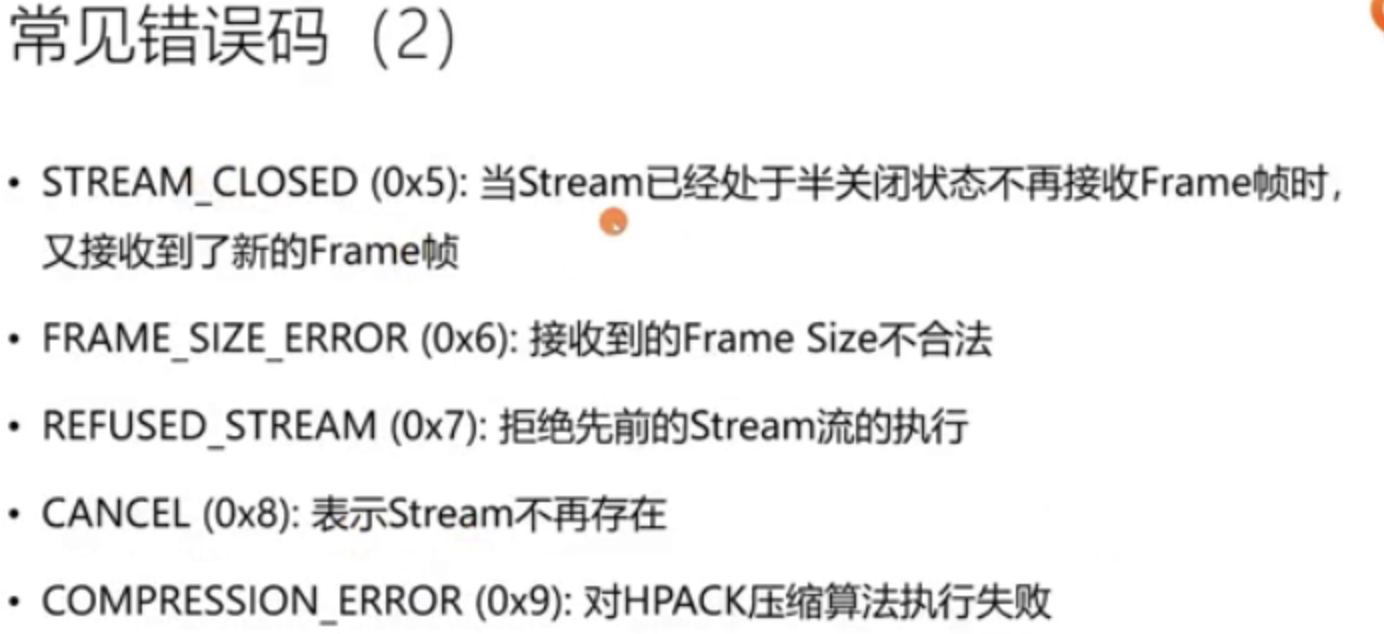 常见错误码（2）
• STREAM_CLOSED (0x5): 当Stream已经处于半关闭状态不再接收Frame帧时，
又接收到了新的Frame帧
• FRAME_SIZE_ERROR (0x6): 接收到的Frame Size不合法
• REFUSED_STREAM (0x7): 拒绝先前的Stream流的执行
• CANCEL (0x8): 表示Stream不再存在
• COMPRESSION_ERROR (0x9): 对HPACK压缩算法执行失败